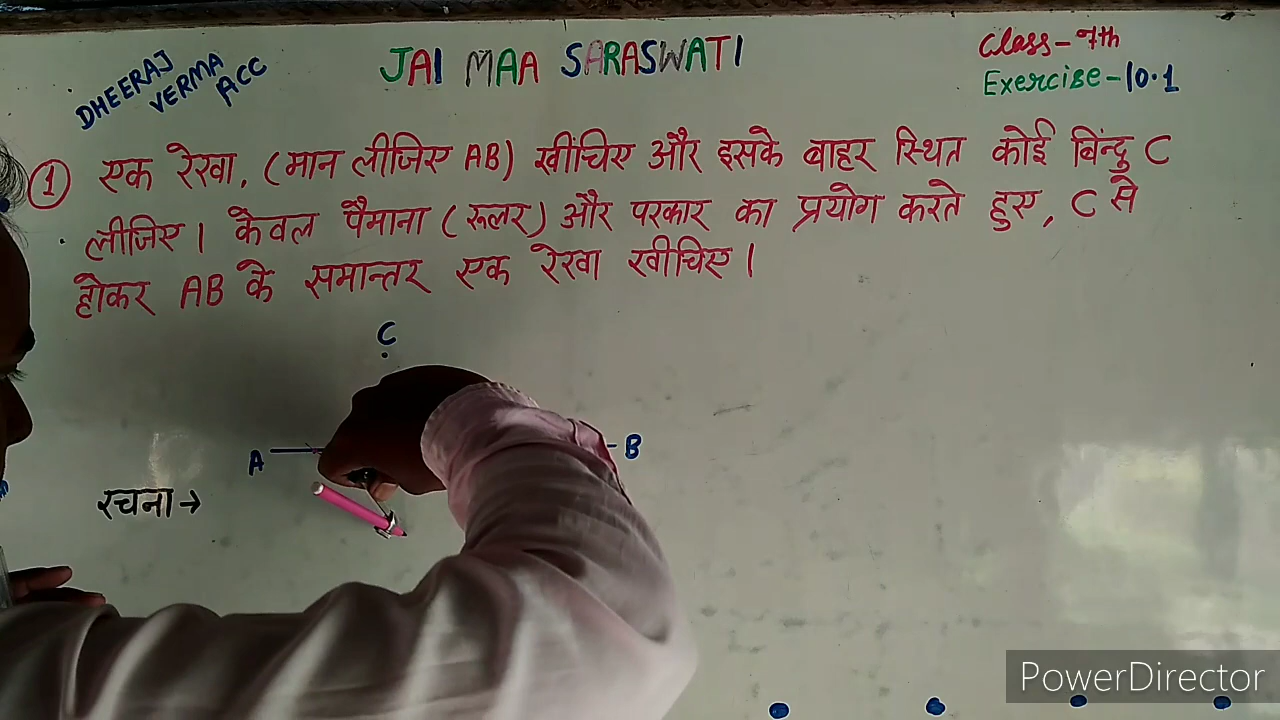 DHEERAJ
VERMA
ACC
JAI MAA SARASWATI
Class-7th
Exercise-10.1
① एक रेखा, (मान लीजिए AB) खींचिए और इसके बाहर स्थित कोई बिन्दु C
लीजिए। केवल पैमाना (रूलर) और परकार का प्रयोग करते हुए, C से
होकर AB के समान्तर एक रेखा खीचिए।
C
A
B
रचना→
PowerDirector